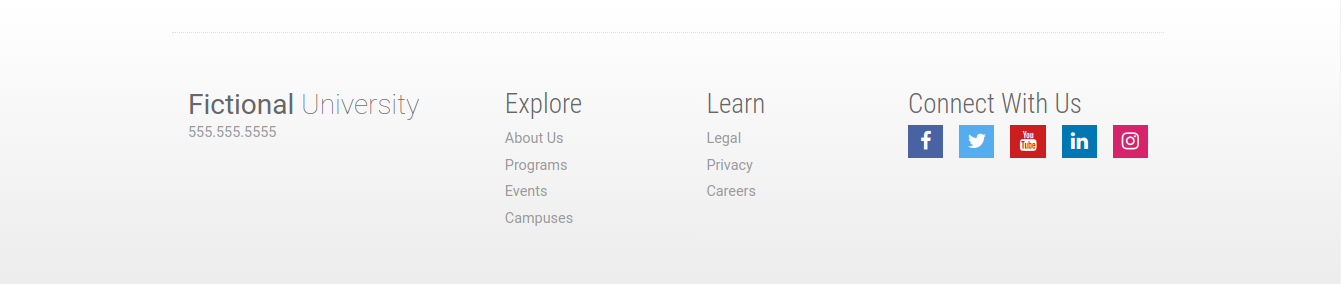 Fictional University
555.555.5555
Explore
About Us
Programs
Events
Campuses
Learn
Legal
Privacy
Careers
Connect With Us
f
You
Tube
in